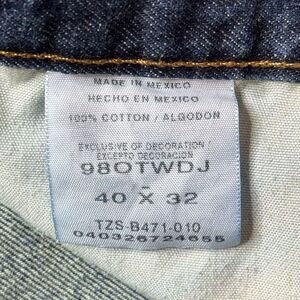 MADE IN MEXICO
HECHO EN MEXICO
100% COTTON / ALGODON
EXCLUSIVE OF DECORATION /
EXCEPTO DECORACION
98OTWDJ
-
40 X 32
TZS-B471-010
040326724655